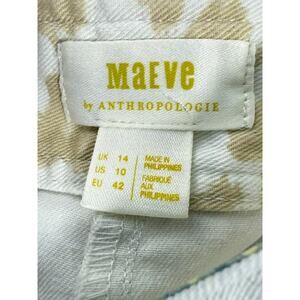 MAEVE
by ANTHROPOLOGIE
UK 14
US 10
EU 42
MADE IN
PHILIPPINES
FABRIQUÉ
AUX
PHILIPPINES